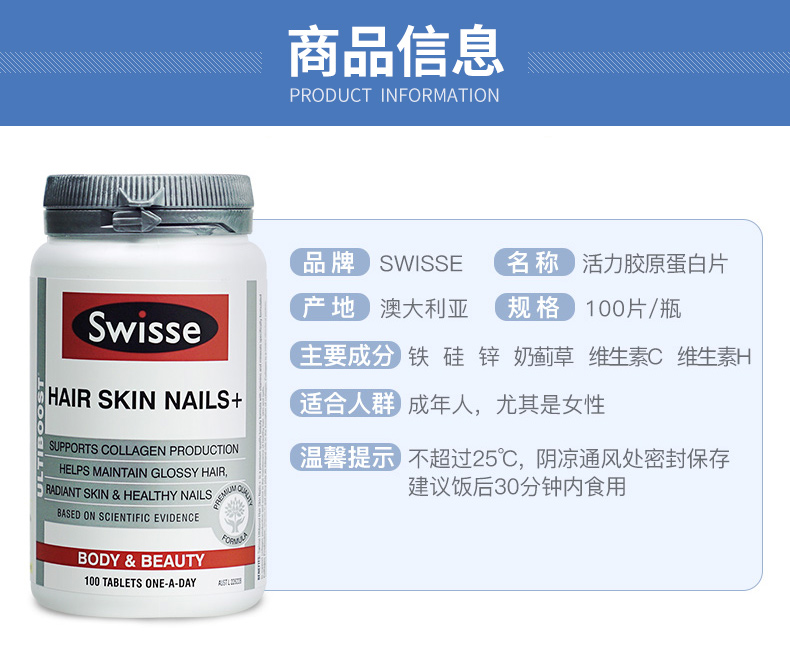 商品信息
PRODUCT INFORMATION
品牌 SWISSE 名称 活力胶原蛋白片
产地 澳大利亚 规格 100片/瓶
主要成分 铁 硅 锌 奶蓟草 维生素C 维生素H
适合人群 成年人，尤其是女性
温馨提示 不超过25℃，阴凉通风处密封保存
建议饭后30分钟内食用
Swisse
ULTIBOOST
HAIR SKIN NAILS+
SUPPORTS COLLAGEN PRODUCTION
HELPS MAINTAIN GLOSSY HAIR,
RADIANT SKIN & HEALTHY NAILS
BASED ON SCIENTIFIC EVIDENCE
PREMIUM QUALITY
FORMULA
BODY & BEAUTY
100 TABLETS ONE-A-DAY